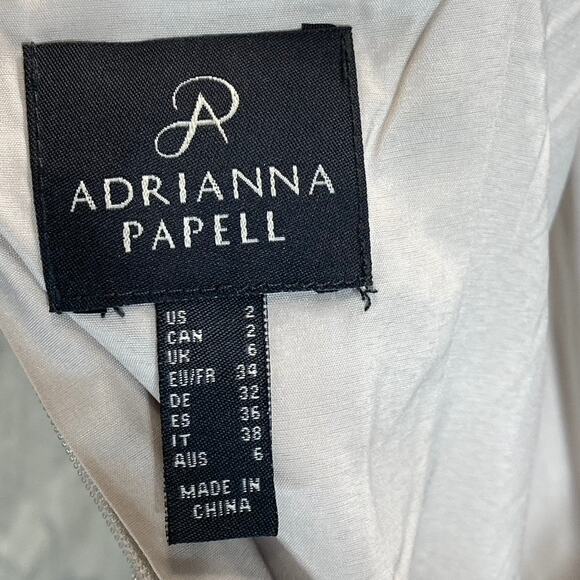 ADRIANNA
PAPELL
US 2
CAN 2
UK 6
EU/FR 34
DE 32
ES 36
IT 38
AUS 6
MADE IN
CHINA